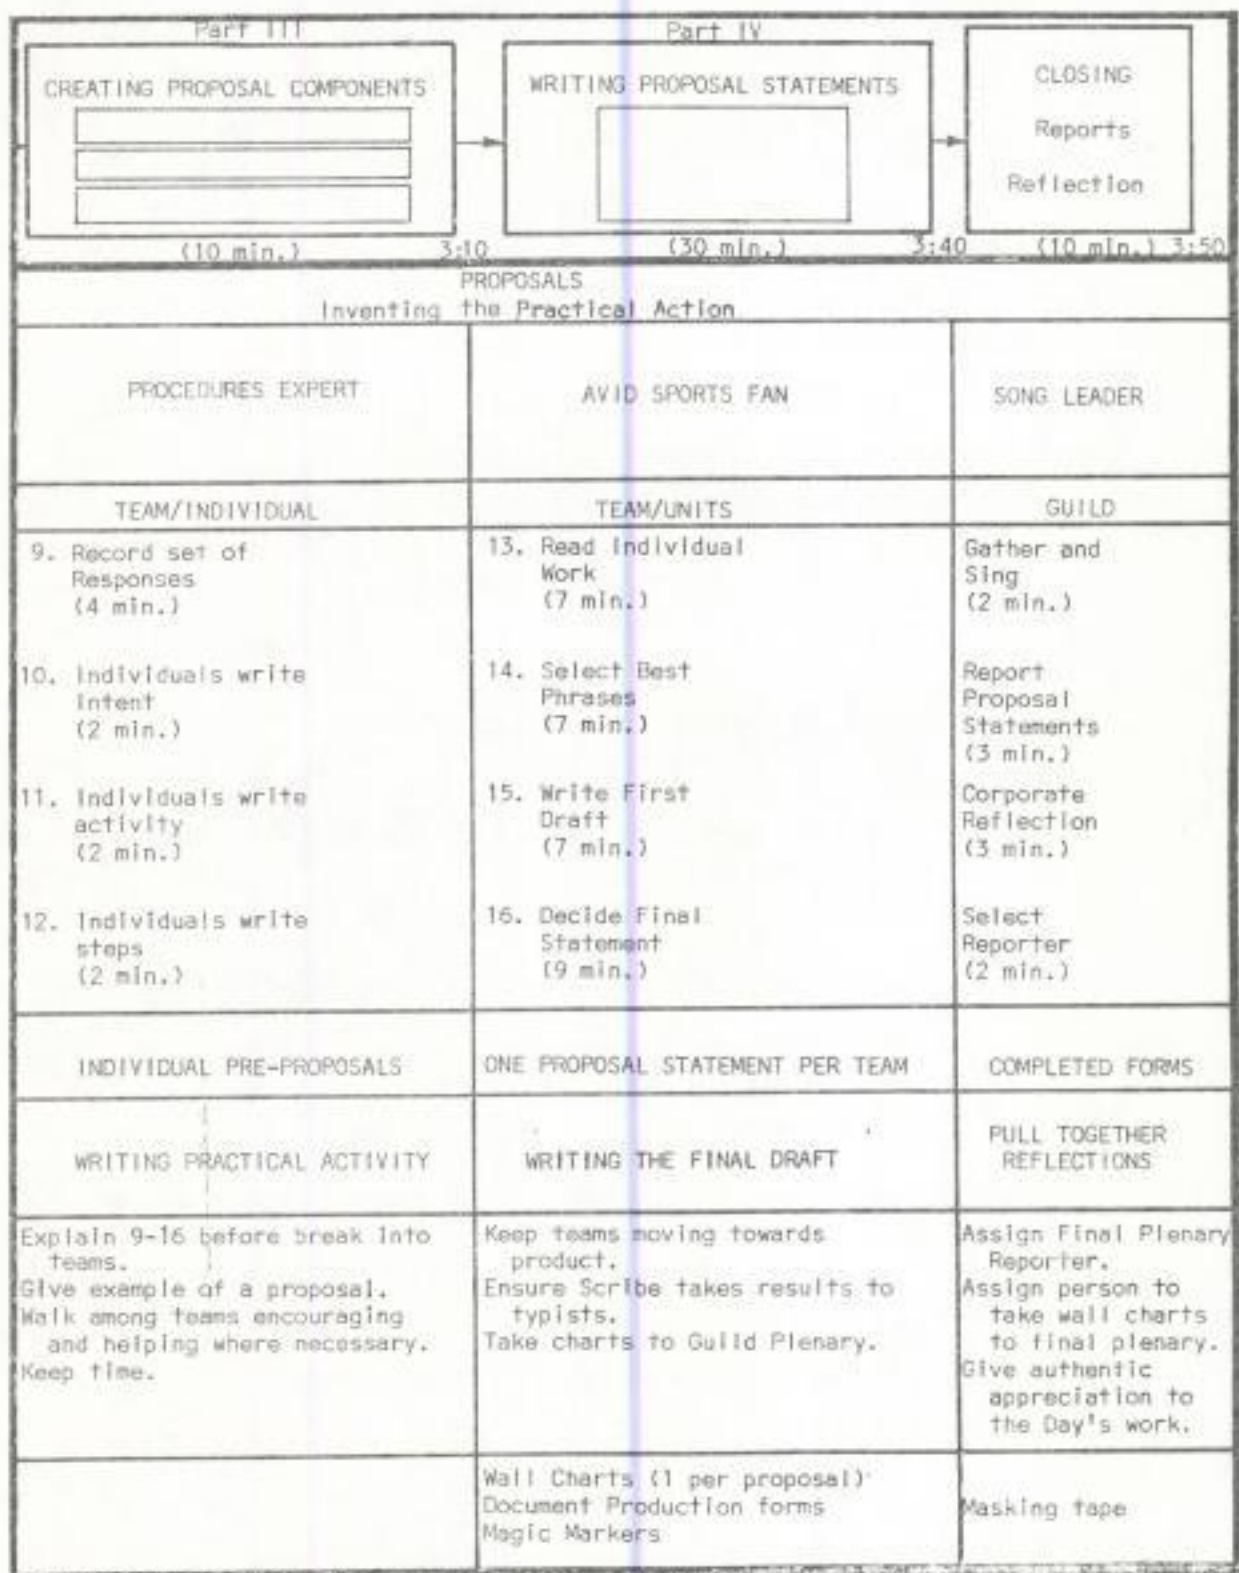 Part III
Part IV
CREATING PROPOSAL COMPONENTS
WRITING PROPOSAL STATEMENTS
CLOSING
Reports
Reflection
(10 min.)
3:10
(30 min.)
3:40
(10 min.) 3:50
PROPOSALS
Inventing the Practical Action
PROCEDURES EXPERT
AVID SPORTS FAN
SONG LEADER
TEAM/INDIVIDUAL
TEAM/UNITS
GUILD
9. Record set of
Responses
(4 min.)
10. Individuals write
intent
(2 min.)
11. Individuals write
activity
(2 min.)
12. Individuals write
steps
(2 min.)
13. Read Individual
Work
(7 min.)
14. Select Best
Phrases
(7 min.)
15. Write First
Draft
(7 min.)
16. Decide Final
Statement
(9 min.)
Gather and
Sing
(2 min.)
Report
Proposal
Statements
(3 min.)
Corporate
Reflection
(3 min.)
Select
Reporter
(2 min.)
INDIVIDUAL PRE-PROPOSALS
ONE PROPOSAL STATEMENT PER TEAM
COMPLETED FORMS
WRITING PRACTICAL ACTIVITY
WRITING THE FINAL DRAFT
PULL TOGETHER
REFLECTIONS
Explain 9-16 before break into
teams.
Give example of a proposal.
Walk among teams encouraging
and helping where necessary.
Keep time.
Keep teams moving towards
product.
Ensure Scribe takes results to
typists.
Take charts to Guild Plenary.
Assign Final Plenary
Reporter.
Assign person to
take wall charts
to final plenary.
Give authentic
appreciation to
the Day's work.
Wall Charts (1 per proposal)
Document Production forms
Magic Markers
Masking tape